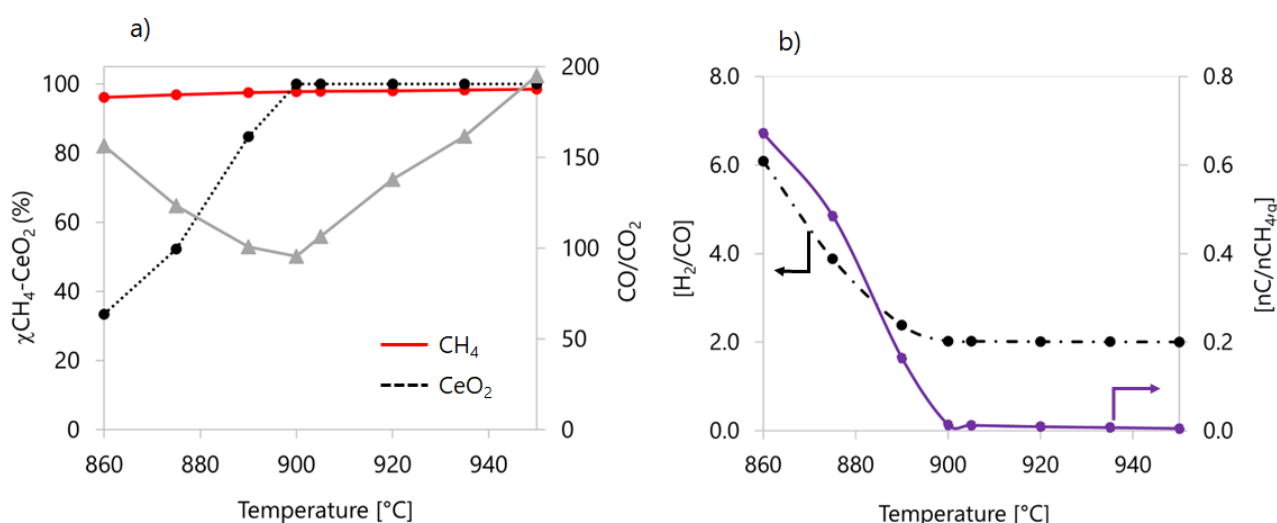 a)
χCH₄-CeO₂ (%)
100
80
60
40
20
0
200
150
100
50
0
CO/CO₂
CH₄
CeO₂
860 880 900 920 940
Temperature [°C]
b)
[H₂/CO]
8.0
6.0
4.0
2.0
0.0
0.8
0.6
0.4
0.2
0.0
[nC/nCH₄,g]
860 880 900 920 940
Temperature [°C]